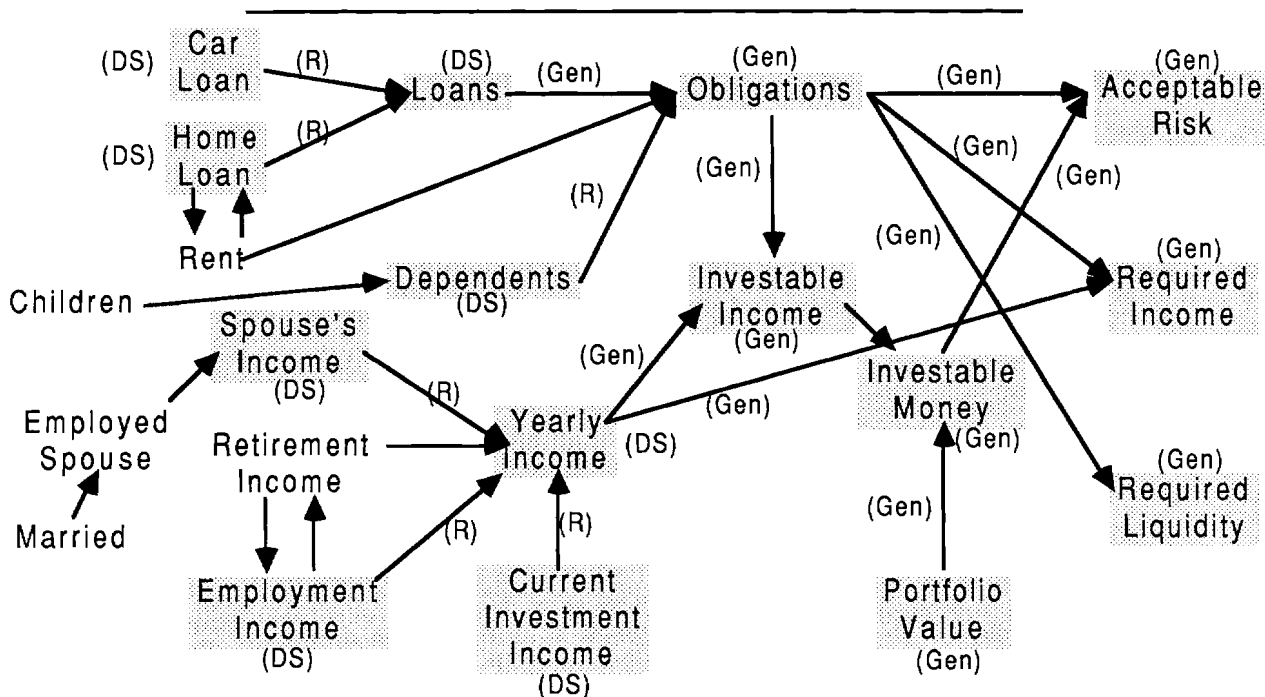 (DS)
Car
Loan
(R)
(DS)
Loans
(Gen)
(Gen)
Obligations
(Gen)
(Gen)
Acceptable
Risk
(DS)
Home
Loan
(R)
(Gen)
(Gen)
(Gen)
(R)
Rent
(Gen)
Children
Dependents
(DS)
Investable
Income
(Gen)
(Gen)
Required
Income
Spouse's
Income
(DS)
(R)
(Gen)
(Gen)
Investable
Money
(Gen)
Employed
Spouse
Retirement
Income
Yearly
Income
(DS)
Married
(R)
(R)
(Gen)
(Gen)
Required
Liquidity
Employment
Income
(DS)
Current
Investment
Income
(DS)
Portfolio
Value
(Gen)